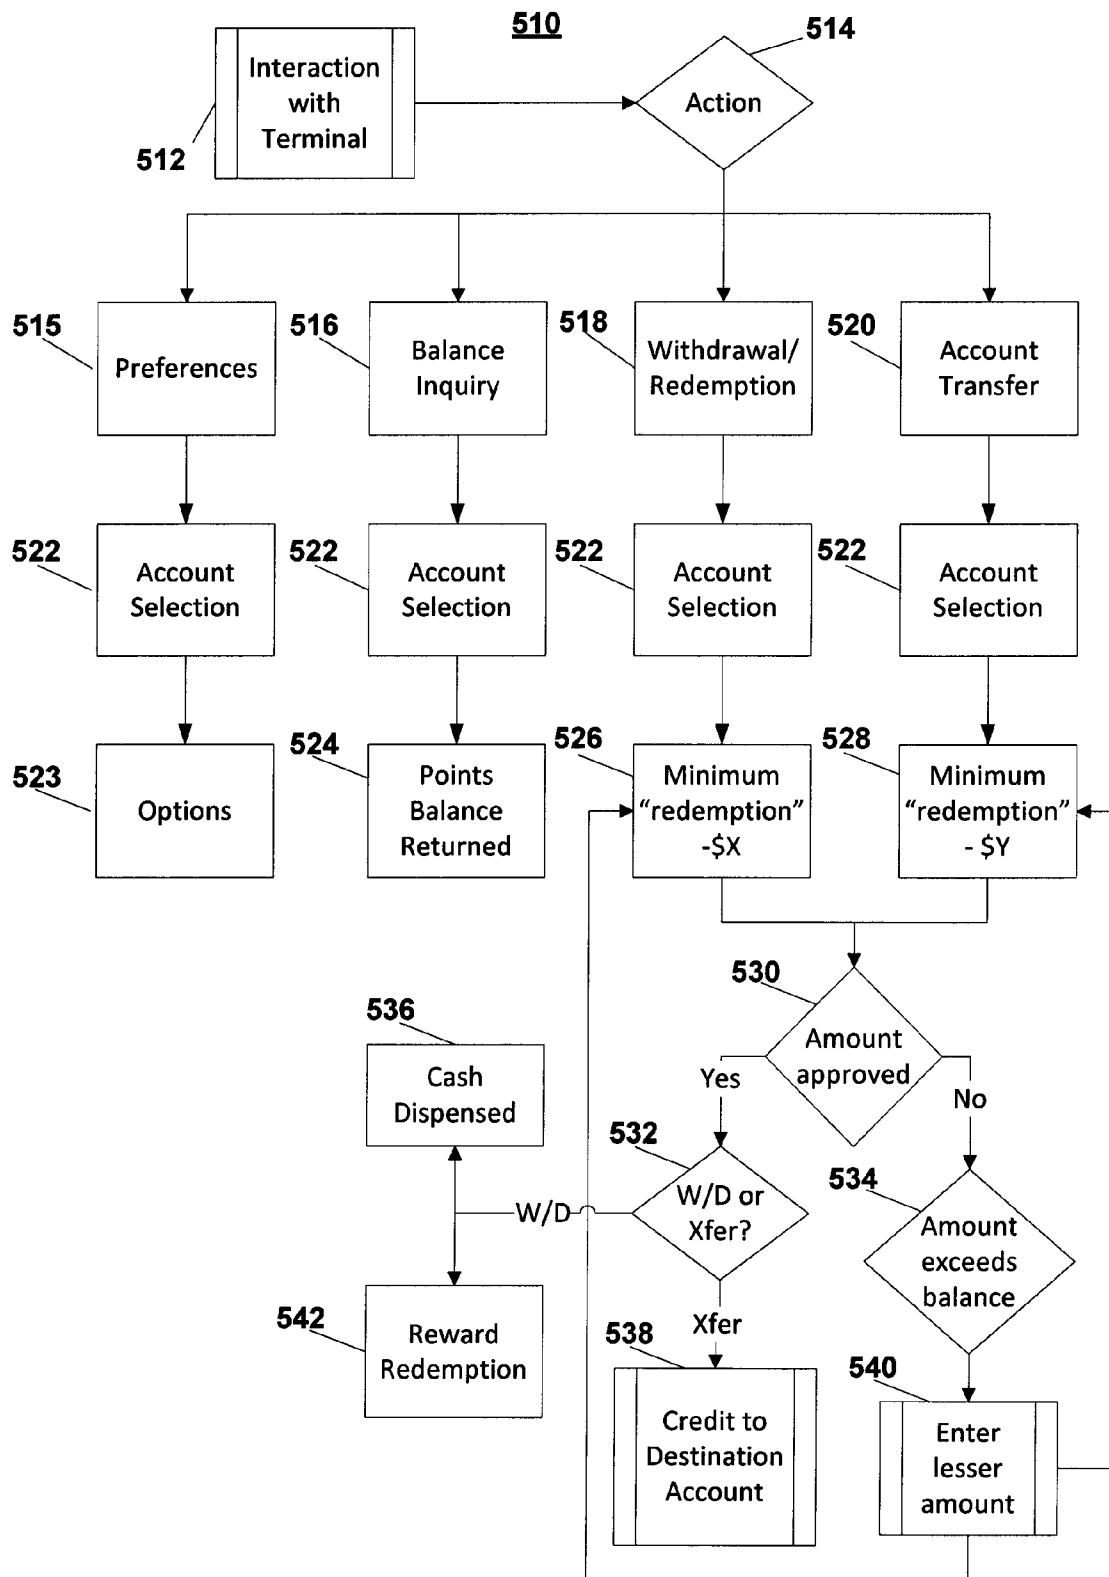 510
514
Interaction
with
Terminal
Action
512
515
516
518
520
Preferences
Balance
Inquiry
Withdrawal/
Redemption
Account
Transfer
522
522
522
522
Account
Selection
Account
Selection
Account
Selection
Account
Selection
523
524
526
528
Options
Points
Balance
Returned
Minimum
“redemption”
-$X
Minimum
“redemption”
- $Y
530
Amount
approved
Yes
No
536
Cash
Dispensed
532
W/D or
Xfer?
W/D
534
Amount
exceeds
balance
542
Reward
Redemption
Xfer
538
Credit to
Destination
Account
540
Enter
lesser
amount